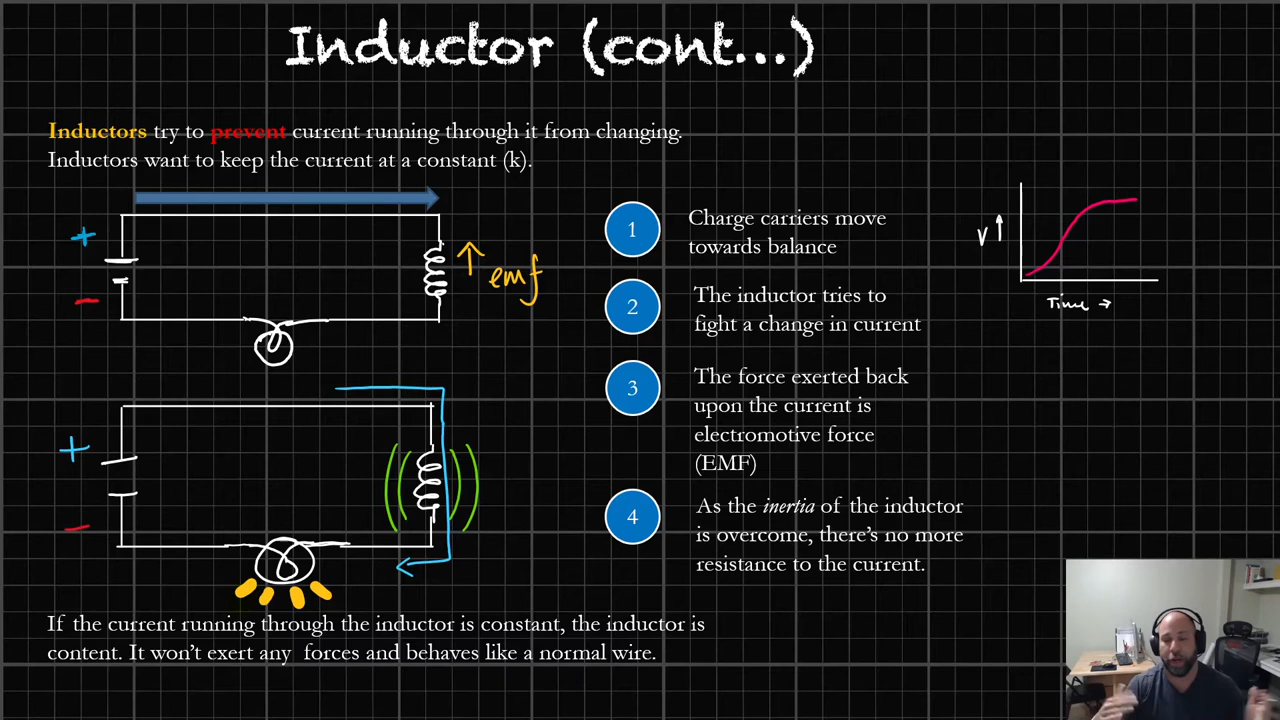 Inductor (cont...)
Inductors try to prevent current running through it from changing.
Inductors want to keep the current at a constant (k).
+
-
emf
+
-
If the current running through the inductor is constant, the inductor is
content. It won't exert any forces and behaves like a normal wire.
1
Charge carriers move
towards balance
2
The inductor tries to
fight a change in current
3
The force exerted back
upon the current is
electromotive force
(EMF)
4
As the inertia of the inductor
is overcome, there's no more
resistance to the current.
V ↑
Time →